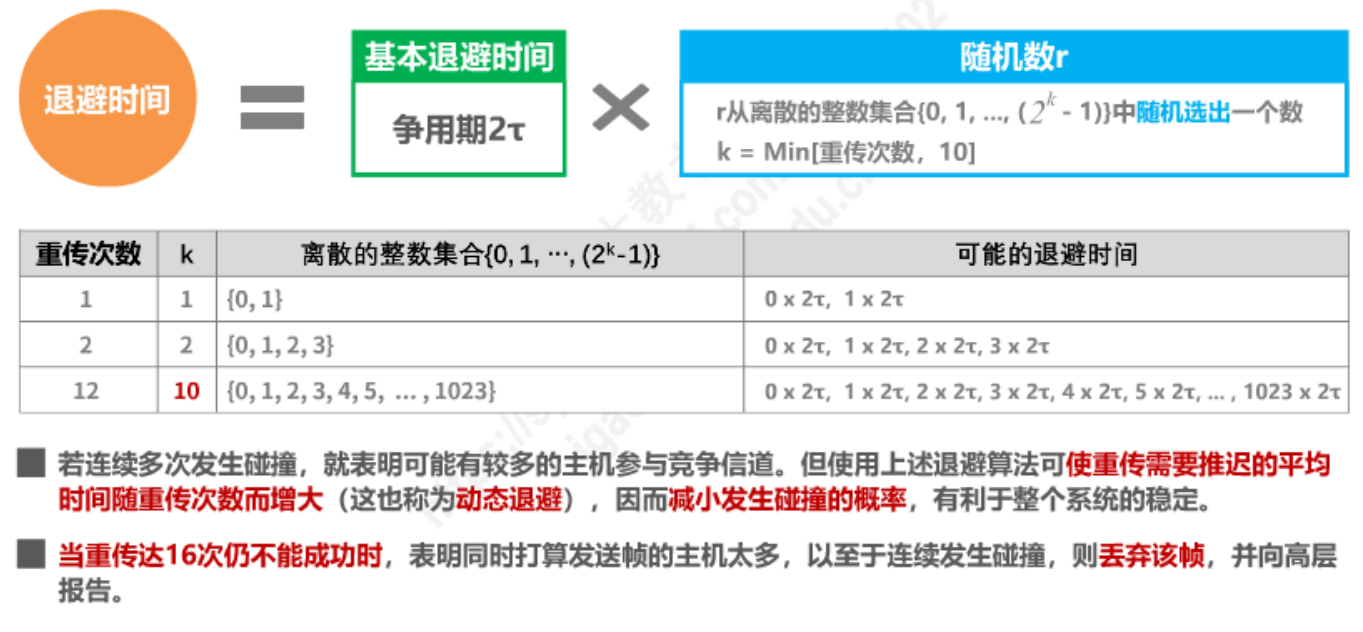 退避时间
=
基本退避时间
争用期2τ
×
随机数r
r从离散的整数集合{0, 1, ..., (2^k - 1)}中随机选出一个数
k = Min[重传次数，10]
重传次数 k 离散的整数集合{0, 1, ···, (2^k-1)} 可能的退避时间
1 1 {0, 1} 0 x 2τ, 1 x 2τ
2 2 {0, 1, 2, 3} 0 x 2τ, 1 x 2τ, 2 x 2τ, 3 x 2τ
12 10 {0, 1, 2, 3, 4, 5, ... , 1023} 0 x 2τ, 1 x 2τ, 2 x 2τ, 3 x 2τ, 4 x 2τ, 5 x 2τ, ... , 1023 x 2τ
若连续多次发生碰撞，就表明可能有较多的主机参与竞争信道。但使用上述退避算法可使重传需要推迟的平均
时间随重传次数而增大（这也称为动态退避），因而减小发生碰撞的概率，有利于整个系统的稳定。
当重传达16次仍不能成功时，表明同时打算发送帧的主机太多，以至于连续发生碰撞，则丢弃该帧，并向高层
报告。